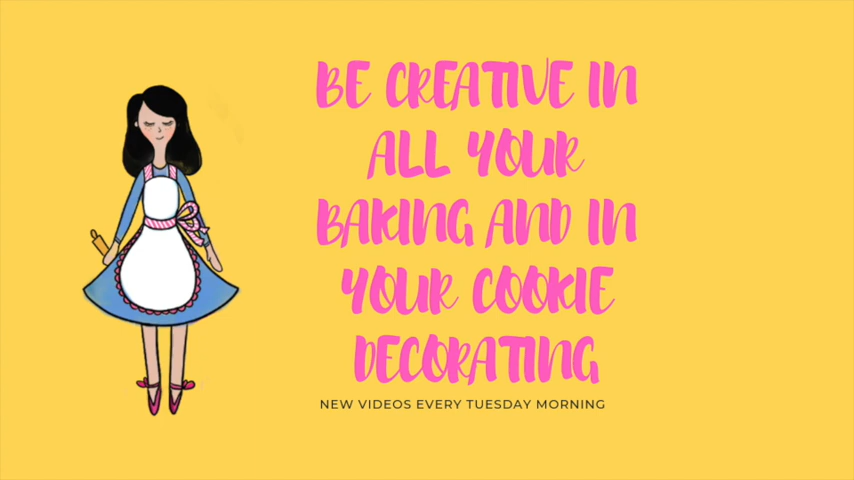 BE CREATIVE IN
ALL YOUR
BAKING AND IN
YOUR COOKIE
DECORATING
NEW VIDEOS EVERY TUESDAY MORNING